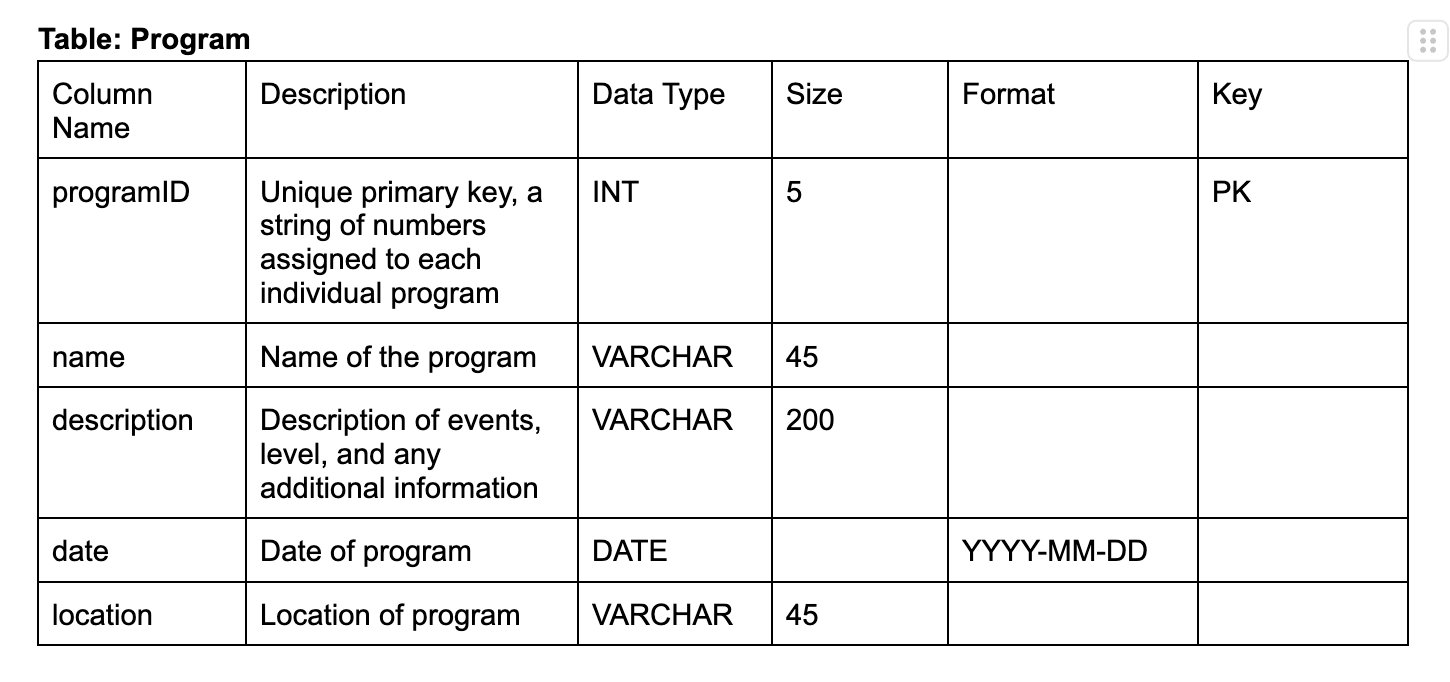 Table: Program
Column Name Description Data Type Size Format Key
programID Unique primary key, a string of numbers assigned to each individual program INT 5 PK
name Name of the program VARCHAR 45
description Description of events, level, and any additional information VARCHAR 200
date Date of program DATE YYYY-MM-DD
location Location of program VARCHAR 45